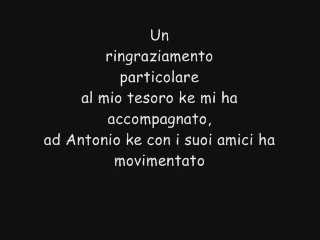 Un
ringraziamento
particolare
al mio tesoro ke mi ha
accompagnato,
ad Antonio ke con i suoi amici ha
movimentato